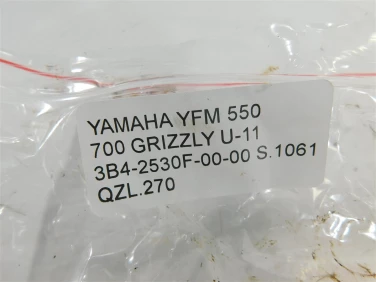 YAMAHA YFM 550
700 GRIZZLY U-11
3B4-2530F-00-00 S.1061
QZL.270